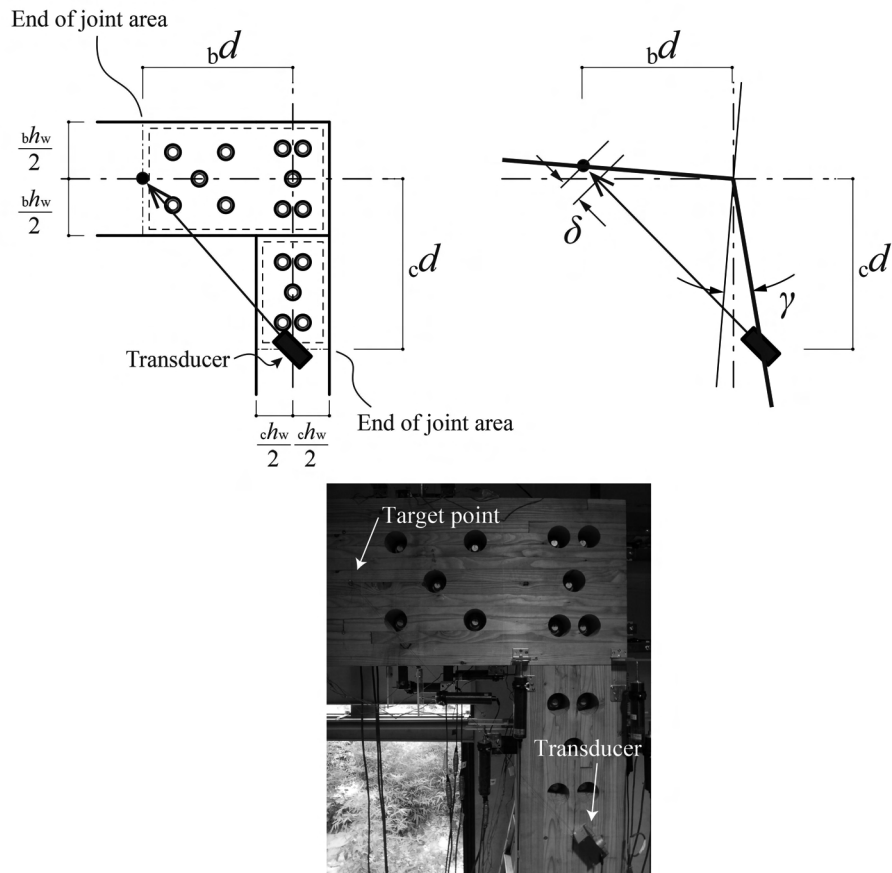 End of joint area
bd
bd
bhw
2
bhw
2
cd
δ
cd
γ
Transducer
End of joint area
chw chw
2 2
Target point
Transducer